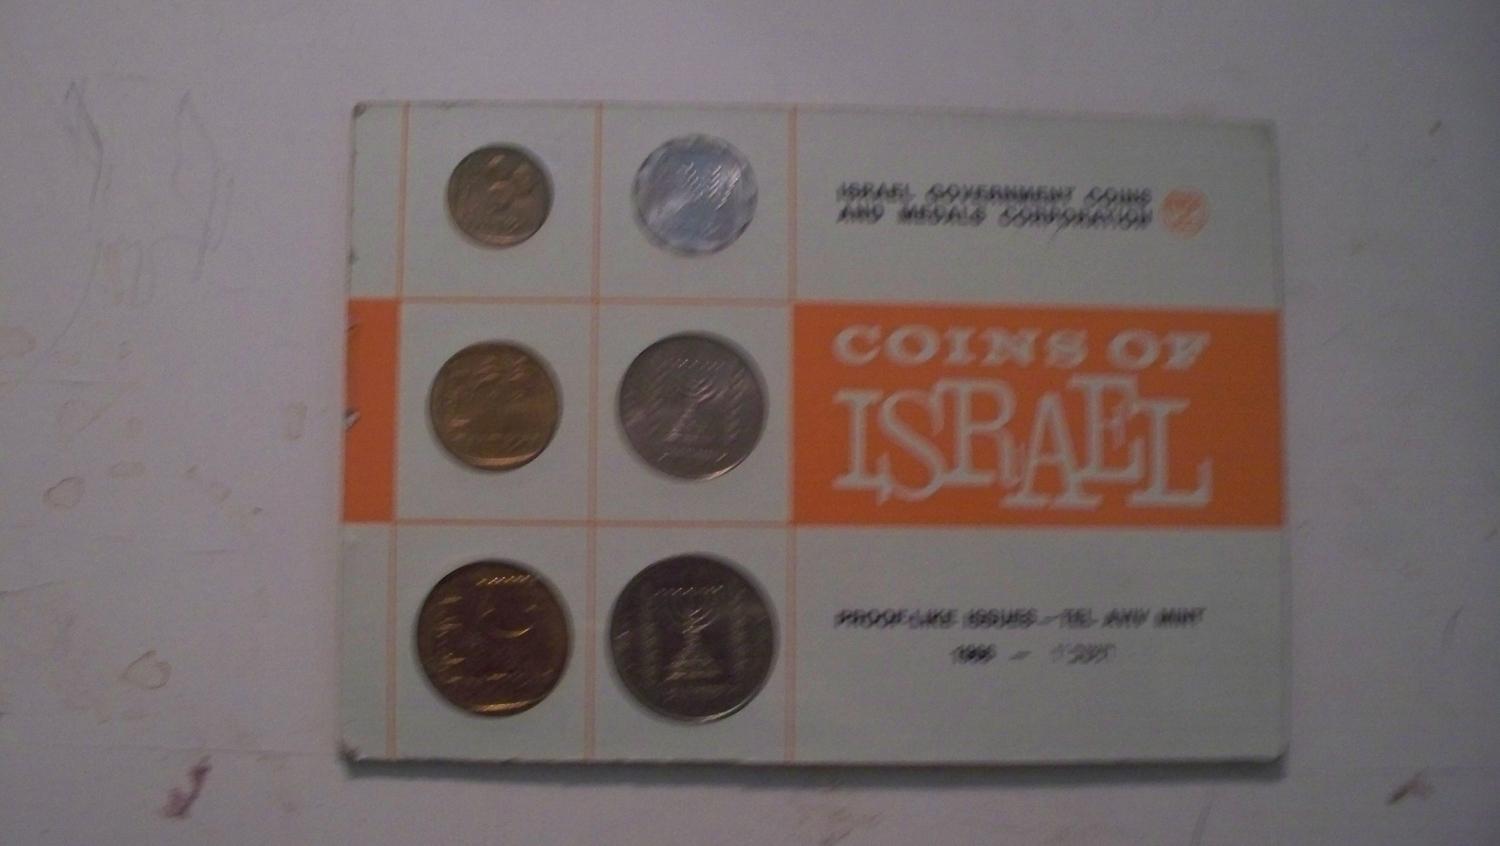 ISRAEL GOVERNMENT COINS
AND MEDALS CORPORATION
COINS OF
ISRAEL
PROOF-LIKE ISSUES - TEL AVIV MINT